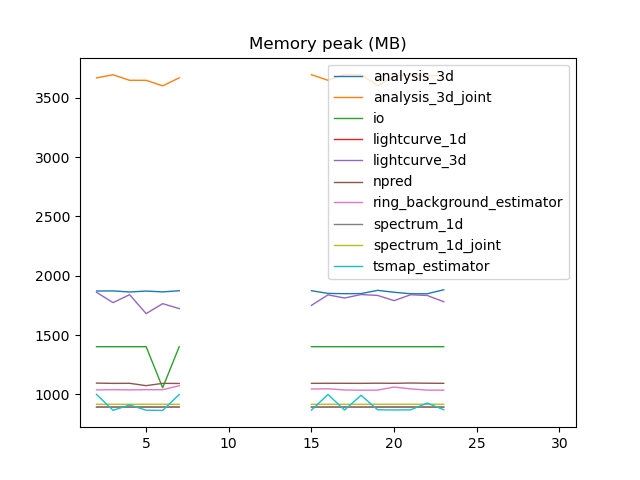 Memory peak (MB)
3500
3000
2500
2000
1500
1000
5
10
15
20
25
30
analysis_3d
analysis_3d_joint
io
lightcurve_1d
lightcurve_3d
npred
ring_background_estimator
spectrum_1d
spectrum_1d_joint
tsmap_estimator